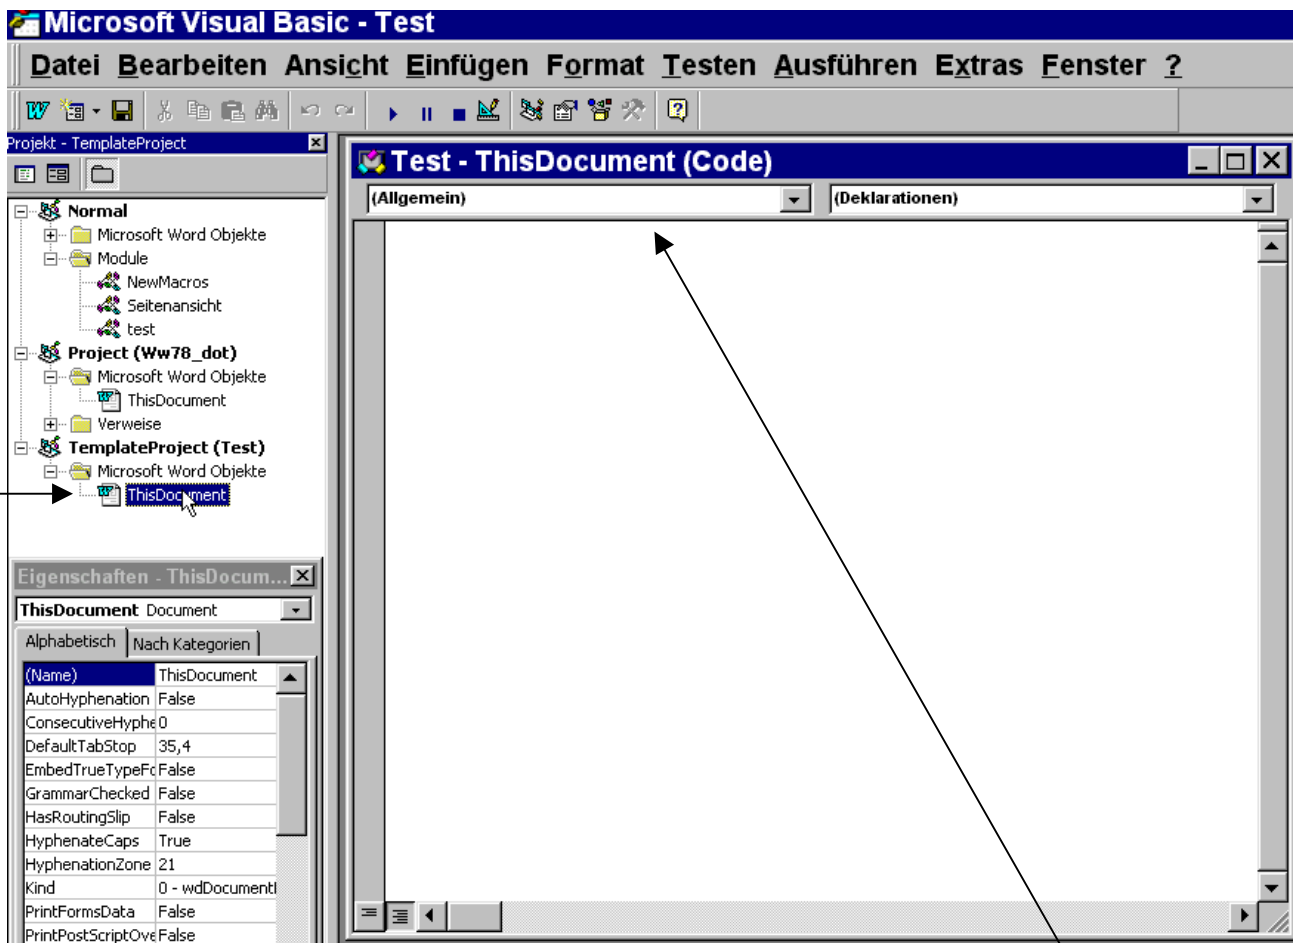 Microsoft Visual Basic - Test
Datei Bearbeiten Ansicht Einfügen Format Testen Ausführen Extras Fenster ?
Projekt - TemplateProject
Normal
Microsoft Word Objekte
Module
NewMacros
Seitenansicht
test
Project (Ww78_dot)
Microsoft Word Objekte
ThisDocument
Verweise
TemplateProject (Test)
Microsoft Word Objekte
ThisDocument
Eigenschaften - ThisDocum...
ThisDocument Document
Alphabetisch Nach Kategorien
(Name) ThisDocument
AutoHyphenation False
ConsecutiveHyphe 0
DefaultTabStop 35,4
EmbedTrueTypeFo False
GrammarChecked False
HasRoutingSlip False
HyphenateCaps True
HyphenationZone 21
Kind 0 - wdDocument
PrintFormsData False
PrintPostScriptOve False
Test - ThisDocument (Code)
(Allgemein) (Deklarationen)